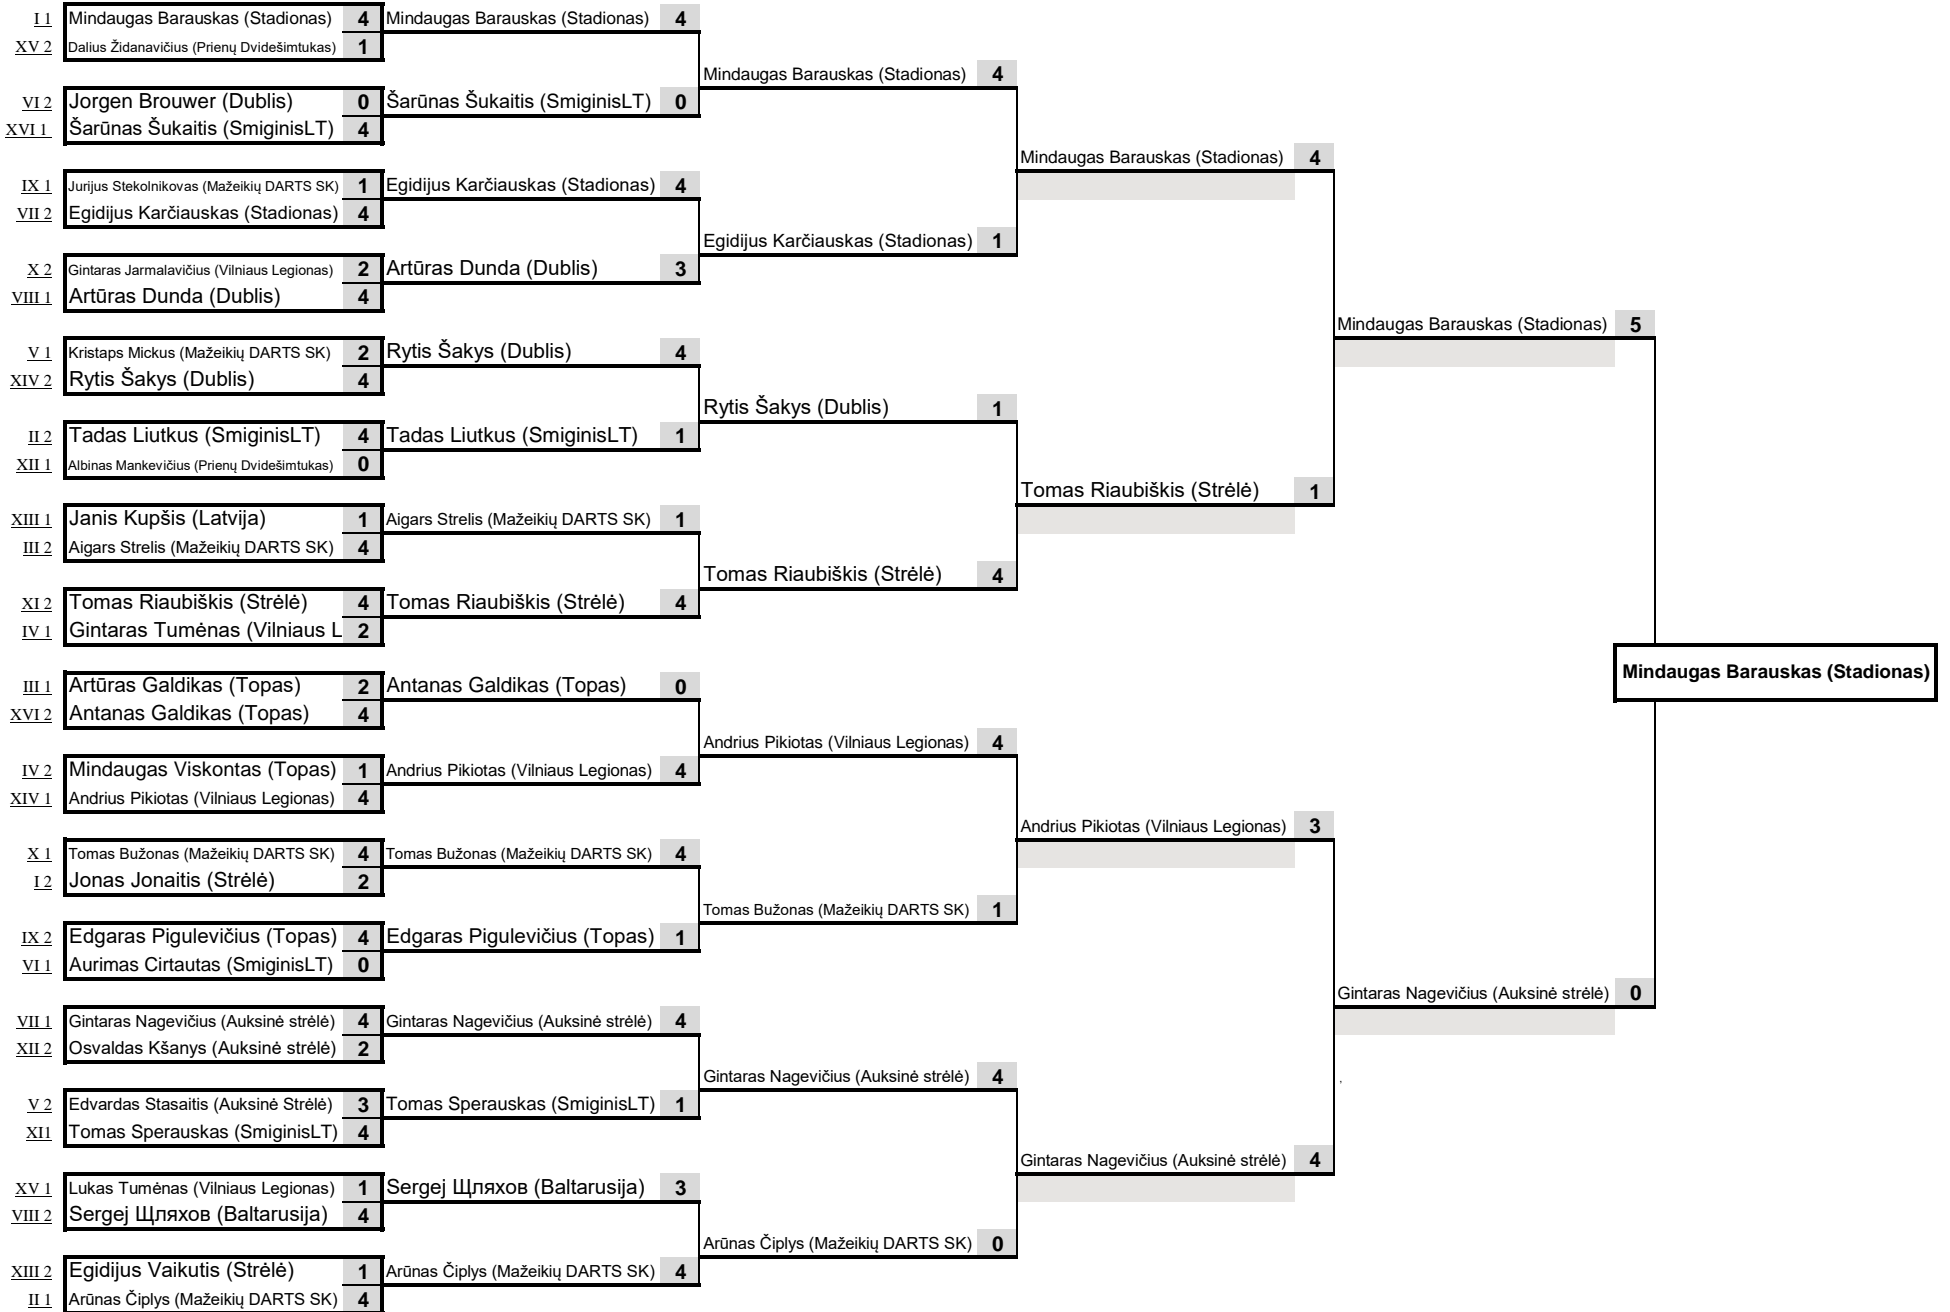 I 1 Mindaugas Barauskas (Stadionas) 4 Mindaugas Barauskas (Stadionas) 4
XV 2 Dalius Židanavičius (Prienų Dvidešimtukas) 1
Mindaugas Barauskas (Stadionas) 4
VI 2 Jorgen Brouwer (Dublis) 0 Šarūnas Šukaitis (SmiginisLT) 0
XVI 1 Šarūnas Šukaitis (SmiginisLT) 4
Mindaugas Barauskas (Stadionas) 4
IX 1 Jurijus Stekolnikovas (Mažeikių DARTS SK) 1 Egidijus Karčiauskas (Stadionas) 4
VII 2 Egidijus Karčiauskas (Stadionas) 4
Egidijus Karčiauskas (Stadionas) 1
X 2 Gintaras Jarmalavičius (Vilniaus Legionas) 2 Artūras Dunda (Dublis) 3
VIII 1 Artūras Dunda (Dublis) 4
Mindaugas Barauskas (Stadionas) 5
V 1 Kristaps Mickus (Mažeikių DARTS SK) 2 Rytis Šakys (Dublis) 4
XIV 2 Rytis Šakys (Dublis) 4
Rytis Šakys (Dublis) 1
II 2 Tadas Liutkus (SmiginisLT) 4 Tadas Liutkus (SmiginisLT) 1
XII 1 Albinas Mankevičius (Prienų Dvidešimtukas) 0
Tomas Riaubiškis (Strėlė) 1
XIII 1 Janis Kupšis (Latvija) 1 Aigars Strelis (Mažeikių DARTS SK) 1
III 2 Aigars Strelis (Mažeikių DARTS SK) 4
Tomas Riaubiškis (Strėlė) 4
XI 2 Tomas Riaubiškis (Strėlė) 4 Tomas Riaubiškis (Strėlė) 4
IV 1 Gintaras Tumėnas (Vilniaus L 2
Mindaugas Barauskas (Stadionas)
III 1 Artūras Galdikas (Topas) 2 Antanas Galdikas (Topas) 0
XVI 2 Antanas Galdikas (Topas) 4
Andrius Pikiotas (Vilniaus Legionas) 4
IV 2 Mindaugas Viskontas (Topas) 1 Andrius Pikiotas (Vilniaus Legionas) 4
XIV 1 Andrius Pikiotas (Vilniaus Legionas) 4
Andrius Pikiotas (Vilniaus Legionas) 3
X 1 Tomas Bužonas (Mažeikių DARTS SK) 4 Tomas Bužonas (Mažeikių DARTS SK) 4
I 2 Jonas Jonaitis (Strėlė) 2
Tomas Bužonas (Mažeikių DARTS SK) 1
IX 2 Edgaras Pigulevičius (Topas) 4 Edgaras Pigulevičius (Topas) 1
VI 1 Aurimas Cirtautas (SmiginisLT) 0
Gintaras Nagevičius (Auksinė strėlė) 0
VII 1 Gintaras Nagevičius (Auksinė strėlė) 4 Gintaras Nagevičius (Auksinė strėlė) 4
XII 2 Osvaldas Kšanys (Auksinė strėlė) 2
Gintaras Nagevičius (Auksinė strėlė) 4 ,
V 2 Edvardas Stasaitis (Auksinė Strėlė) 3 Tomas Sperauskas (SmiginisLT) 1
XI1 Tomas Sperauskas (SmiginisLT) 4
Gintaras Nagevičius (Auksinė strėlė) 4
XV 1 Lukas Tumėnas (Vilniaus Legionas) 1 Sergej Щляхов (Baltarusija) 3
VIII 2 Sergej Щляхов (Baltarusija) 4
Arūnas Čiplys (Mažeikių DARTS SK) 0
XIII 2 Egidijus Vaikutis (Strėlė) 1 Arūnas Čiplys (Mažeikių DARTS SK) 4
II 1 Arūnas Čiplys (Mažeikių DARTS SK) 4